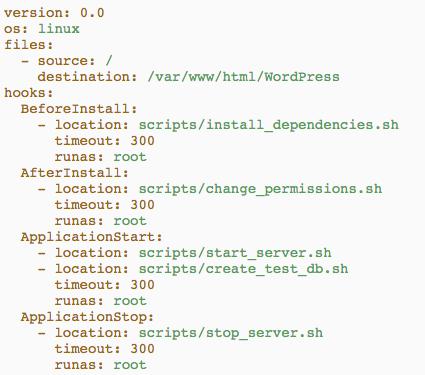 version: 0.0
os: linux
files:
  - source: /
    destination: /var/www/html/WordPress
hooks:
  BeforeInstall:
    - location: scripts/install_dependencies.sh
      timeout: 300
      runas: root
  AfterInstall:
    - location: scripts/change_permissions.sh
      timeout: 300
      runas: root
  ApplicationStart:
    - location: scripts/start_server.sh
    - location: scripts/create_test_db.sh
      timeout: 300
      runas: root
  ApplicationStop:
    - location: scripts/stop_server.sh
      timeout: 300
      runas: root